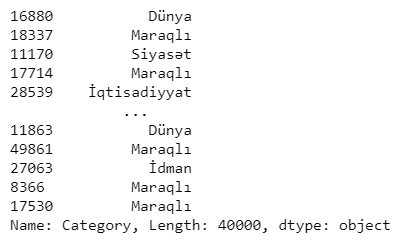 16880 Dünya
18337 Maraqlı
11170 Siyasət
17714 Maraqlı
28539 İqtisadiyyat
...
11863 Dünya
49861 Maraqlı
27063 İdman
8366 Maraqlı
17530 Maraqlı
Name: Category, Length: 40000, dtype: object